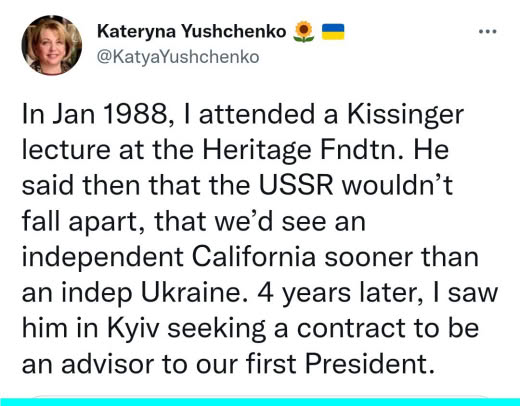 Kateryna Yushchenko 🌻 🇺🇦
@KatyaYushchenko
In Jan 1988, I attended a Kissinger
lecture at the Heritage Fndtn. He
said then that the USSR wouldn’t
fall apart, that we’d see an
independent California sooner than
an indep Ukraine. 4 years later, I saw
him in Kyiv seeking a contract to be
an advisor to our first President.